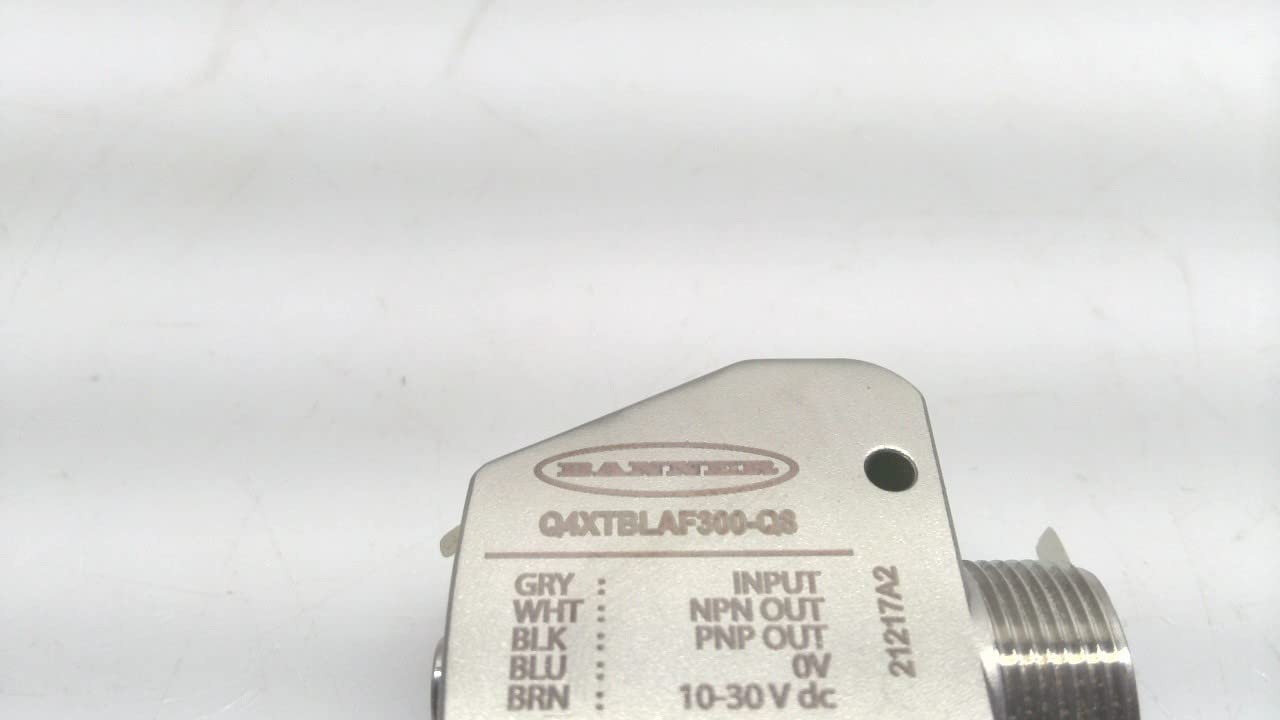 BANNER
Q4XTBLAF300-Q8
GRY : INPUT
WHT : NPN OUT
BLK : PNP OUT
BLU : 0V
BRN : 10-30 V dc
21217A2